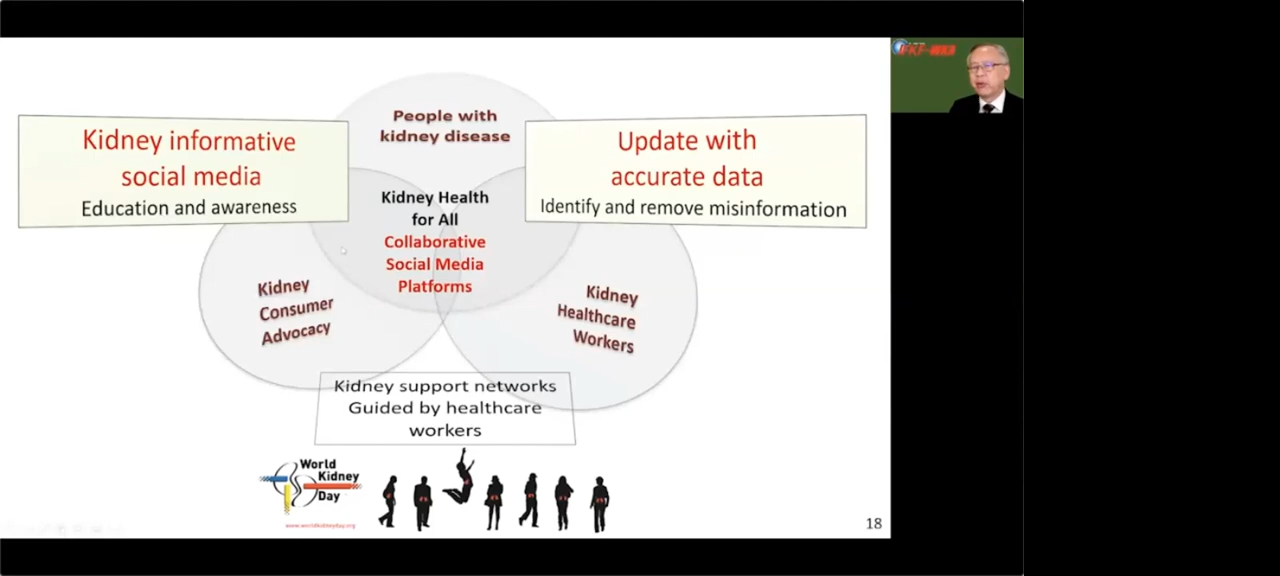 People with
kidney disease
Kidney informative
social media
Education and awareness
Update with
accurate data
Identify and remove misinformation
Kidney Health
for All
Collaborative
Social Media
Platforms
Kidney
Consumer
Advocacy
Kidney
Healthcare
Workers
Kidney support networks
Guided by healthcare
workers
World
Kidney
Day
www.worldkidneyday.org
18